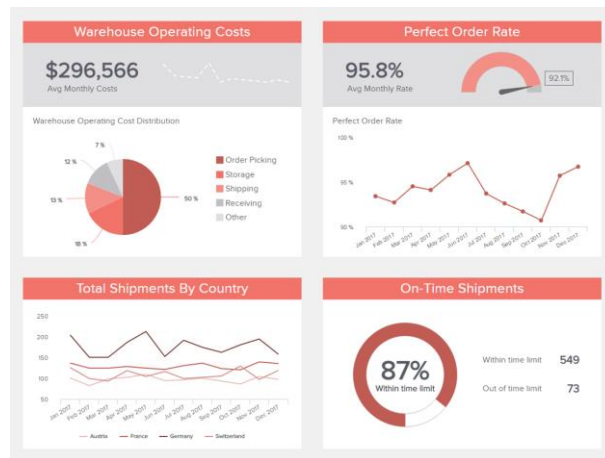 Warehouse Operating Costs
$296,566
Avg Monthly Costs
Warehouse Operating Cost Distribution
7 %
12 %
13 %
18 %
50 %
Order Picking
Storage
Shipping
Receiving
Other
Perfect Order Rate
95.8%
Avg Monthly Rate
92.1%
Perfect Order Rate
100 %
95 %
90 %
Jan 2017 Feb 2017 Mar 2017 Apr 2017 May 2017 Jun 2017 Jul 2017 Aug 2017 Sep 2017 Oct 2017 Nov 2017 Dec 2017
Total Shipments By Country
250
200
150
100
50
Jan 2017 Feb 2017 Mar 2017 Apr 2017 May 2017 Jun 2017 Jul 2017 Aug 2017 Sep 2017 Oct 2017 Nov 2017 Dec 2017
Austria France Germany Switzerland
On-Time Shipments
87%
Within time limit
Within time limit 549
Out of time limit 73